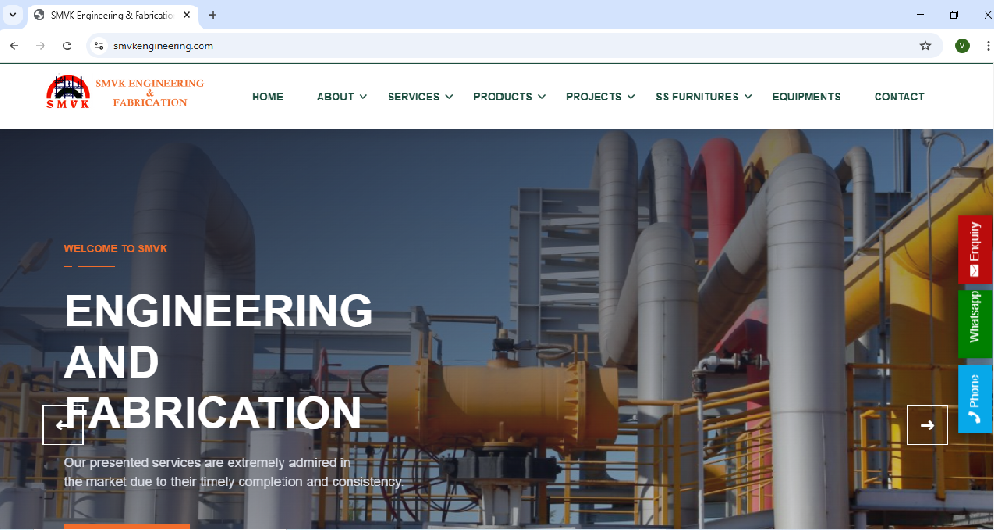 SMVK Engineering & Fabricatio
smvkengineering.com
V
SMVK
SMVK ENGINEERING
&
FABRICATION
HOME
ABOUT
SERVICES
PRODUCTS
PROJECTS
SS FURNITURES
EQUIPMENTS
CONTACT
WELCOME TO SMVK
ENGINEERING
AND
FABRICATION
Our presented services are extremely admired in
the market due to their timely completion and consistency
Enquiry
Whatsapp
Phone